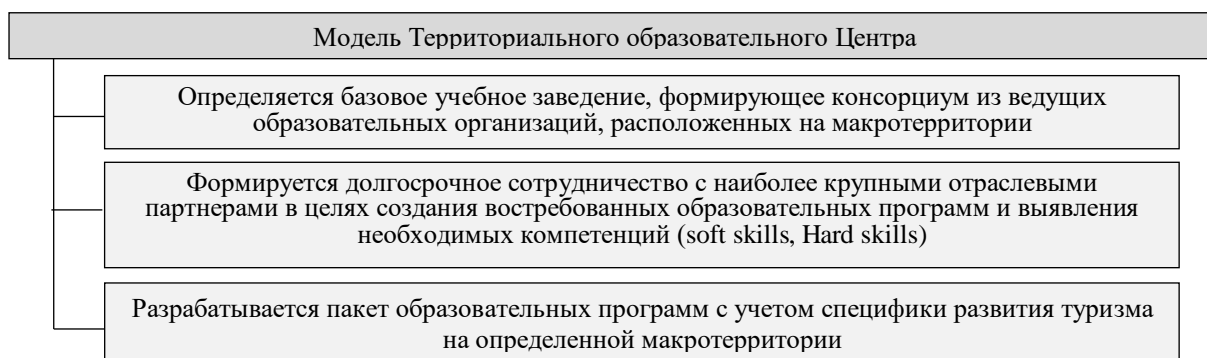 Модель Территориального образовательного Центра
Определяется базовое учебное заведение, формирующее консорциум из ведущих
образовательных организаций, расположенных на макротерритории
Формируется долгосрочное сотрудничество с наиболее крупными отраслевыми
партнерами в целях создания востребованных образовательных программ и выявления
необходимых компетенций (soft skills, Hard skills)
Разрабатывается пакет образовательных программ с учетом специфики развития туризма
на определенной макротерритории